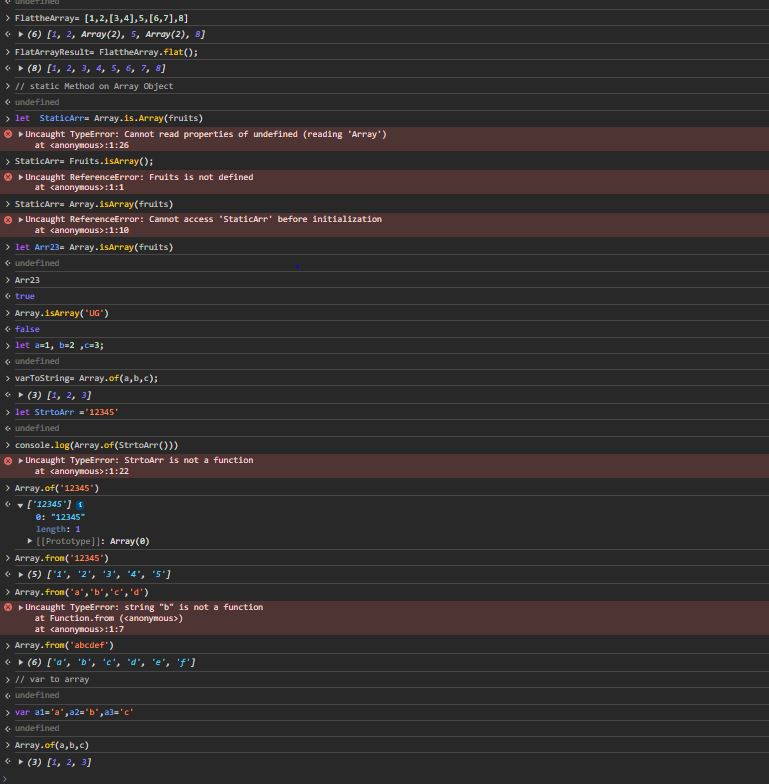 undefined
FlattheArray= [1,2,[3,4],5,[6,7],8]
(6) [1, 2, Array(2), 5, Array(2), 8]
FlatArrayResult= FlattheArray.flat();
(8) [1, 2, 3, 4, 5, 6, 7, 8]
// static Method on Array Object
undefined
let  StaticArr= Array.is.Array(fruits)
Uncaught TypeError: Cannot read properties of undefined (reading 'Array')
at <anonymous>:1:26
StaticArr= Fruits.isArray();
Uncaught ReferenceError: Fruits is not defined
at <anonymous>:1:1
StaticArr= Array.isArray(fruits)
Uncaught ReferenceError: Cannot access 'StaticArr' before initialization
at <anonymous>:1:10
let Arr23= Array.isArray(fruits)
undefined
Arr23
true
Array.isArray('UG')
false
let a=1, b=2 ,c=3;
undefined
varToString= Array.of(a,b,c);
(3) [1, 2, 3]
let StrtoArr ='12345'
undefined
console.log(Array.of(StrtoArr()))
Uncaught TypeError: StrtoArr is not a function
at <anonymous>:1:22
Array.of('12345')
['12345'] i
0: "12345"
length: 1
[[Prototype]]: Array(0)
Array.from('12345')
(5) ['1', '2', '3', '4', '5']
Array.from('a','b','c','d')
Uncaught TypeError: string "b" is not a function
at Function.from (<anonymous>)
at <anonymous>:1:7
Array.from('abcdef')
(6) ['a', 'b', 'c', 'd', 'e', 'f']
// var to array
undefined
var a1='a',a2='b',a3='c'
undefined
Array.of(a,b,c)
(3) [1, 2, 3]